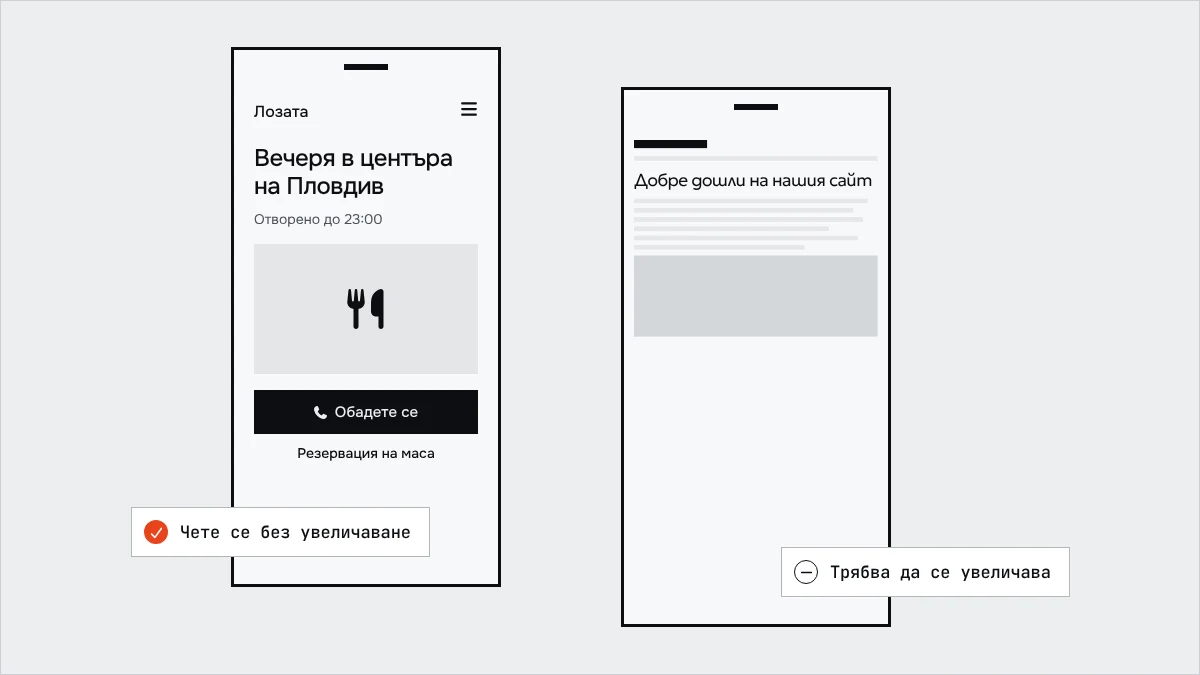 Лозата
Вечеря в центъра
на Пловдив
Отворено до 23:00
Обадете се
Резервация на маса
Чете се без увеличаване
Добре дошли на нашия сайт
Трябва да се увеличава